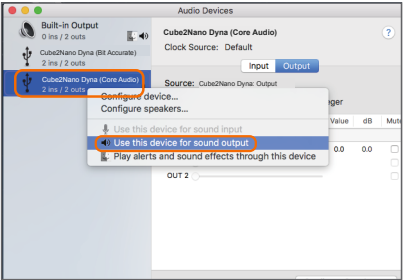 Audio Devices
Built-in Output
0 ins / 2 outs
Cube2Nano Dyna (Bit Accurate)
0 ins / 2 outs
Cube2Nano Dyna (Core Audio)
2 ins / 2 outs
Cube2Nano Dyna (Core Audio)
?
Clock Source: Default
Input Output
Source: Cube2Nano Dyna: Output
Configure device...
Configure speakers...
Use this device for sound input
Use this device for sound output
Play alerts and sound effects through this device
Value dB Mute
0.0 0.0
OUT 2